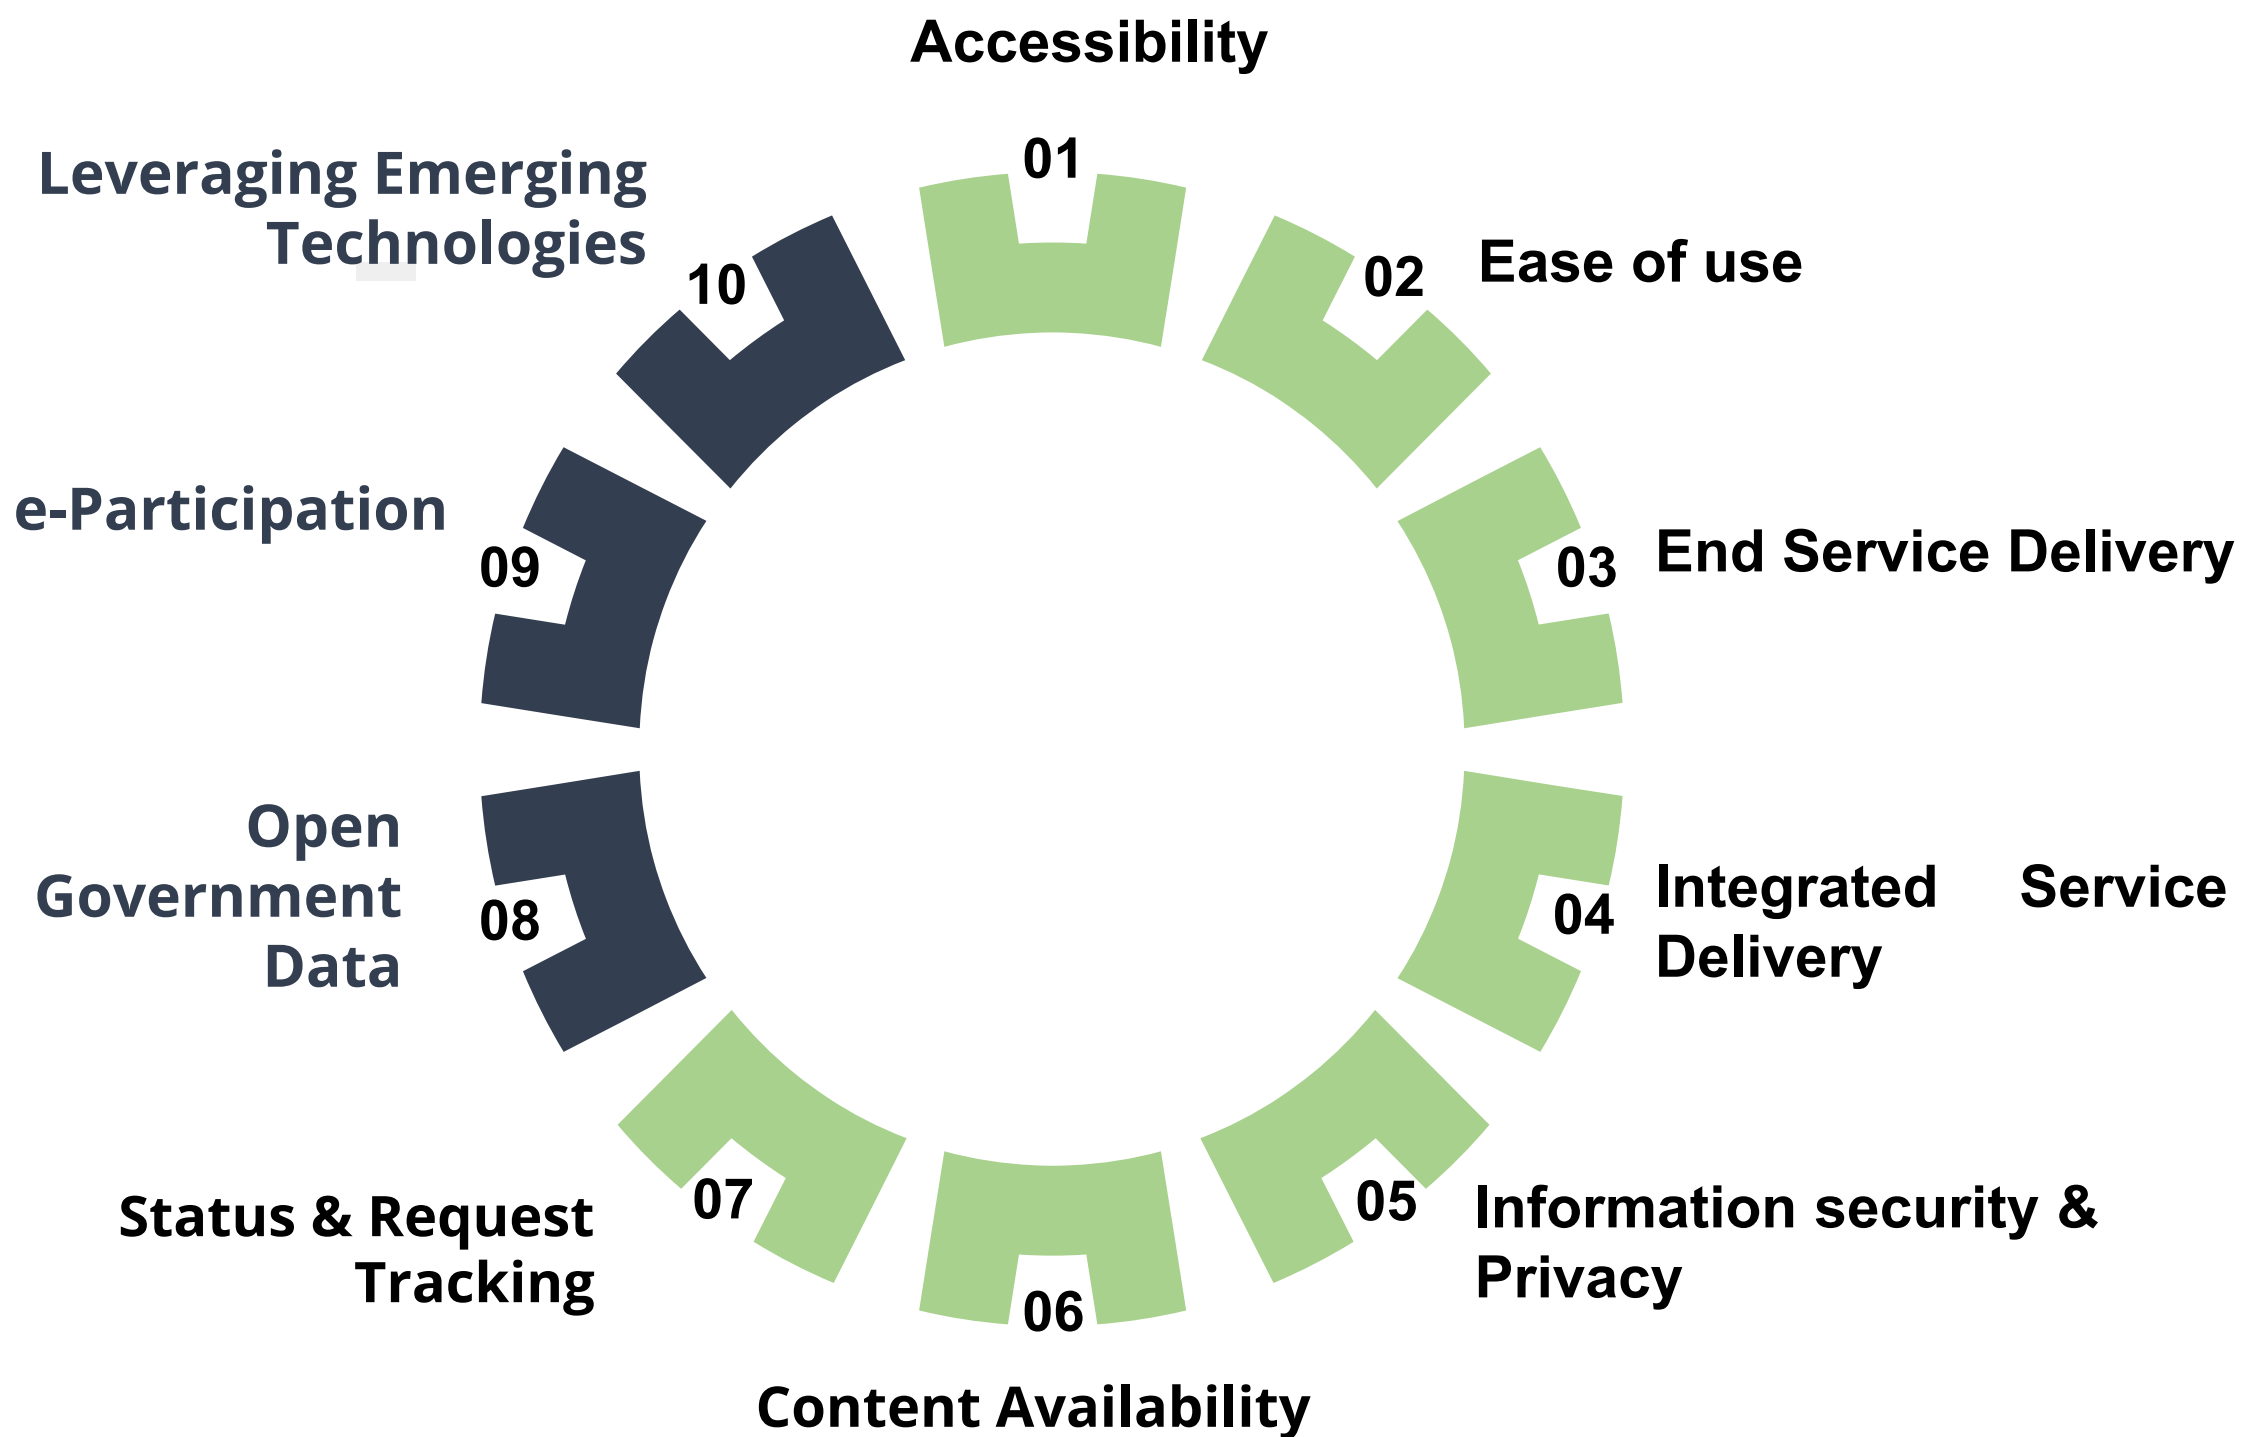 Accessibility
01
02
Ease of use
03
End Service Delivery
04
Integrated Service
Delivery
05
Information security &
Privacy
06
Content Availability
07
Status & Request
Tracking
08
Open
Government
Data
09
e-Participation
10
Leveraging Emerging
Technologies